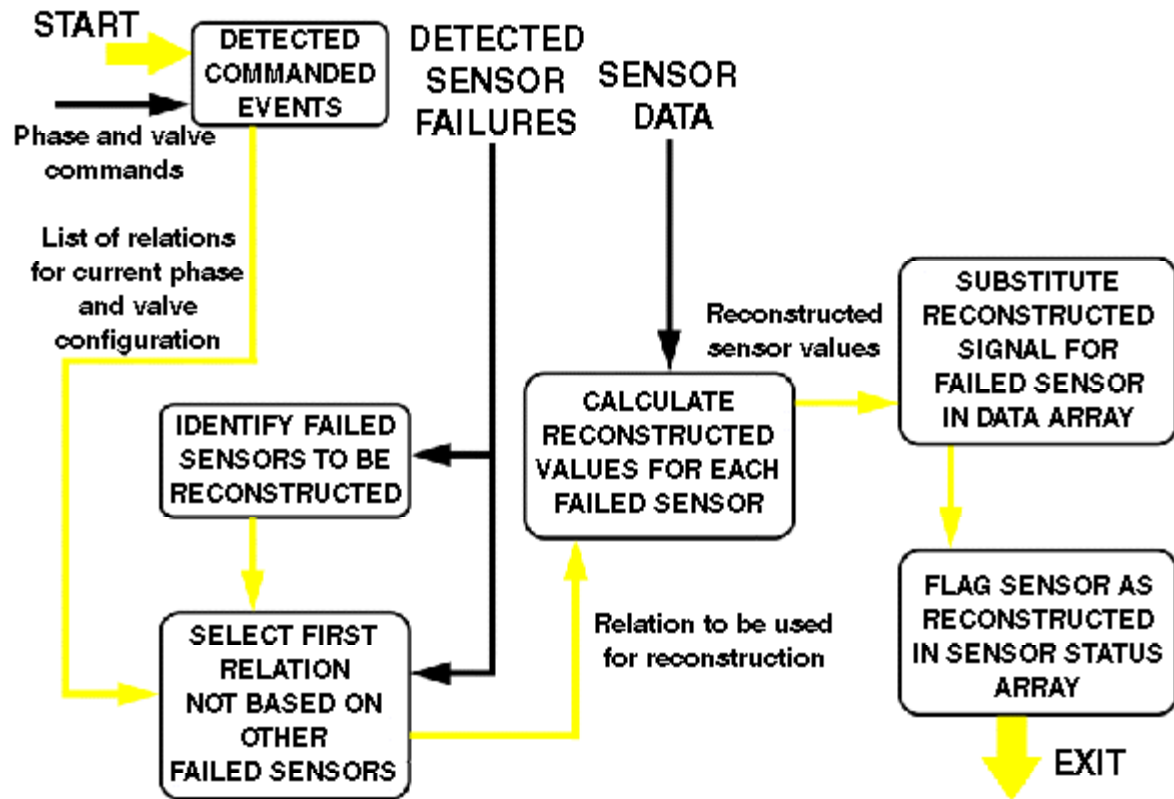 START
DETECTED
COMMANDED
EVENTS
Phase and valve
commands
DETECTED
SENSOR
FAILURES
SENSOR
DATA
List of relations
for current phase
and valve
configuration
IDENTIFY FAILED
SENSORS TO BE
RECONSTRUCTED
SELECT FIRST
RELATION
NOT BASED ON
OTHER
FAILED SENSORS
Relation to be used
for reconstruction
CALCULATE
RECONSTRUCTED
VALUES FOR EACH
FAILED SENSOR
Reconstructed
sensor values
SUBSTITUTE
RECONSTRUCTED
SIGNAL FOR
FAILED SENSOR
IN DATA ARRAY
FLAG SENSOR AS
RECONSTRUCTED
IN SENSOR STATUS
ARRAY
EXIT